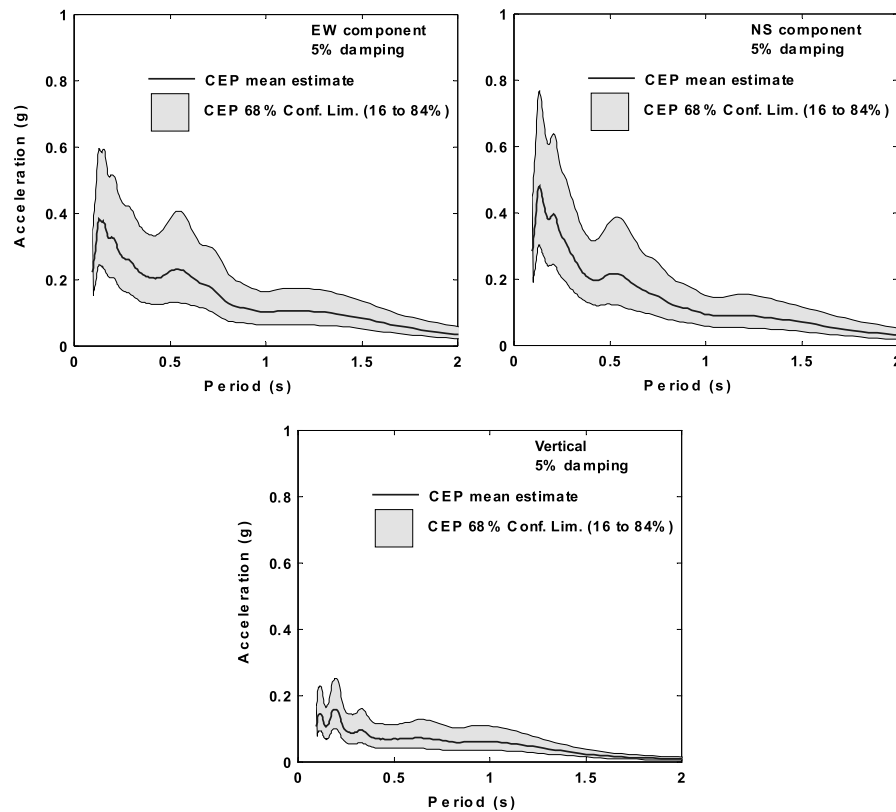 EW component
5% damping
CEP mean estimate
CEP 68% Conf. Lim. (16 to 84%)
1
0.8
0.6
0.4
0.2
0
Acceleration (g)
0
0.5
1
1.5
2
Period (s)
NS component
5% damping
CEP mean estimate
CEP 68% Conf. Lim. (16 to 84%)
1
0.8
0.6
0.4
0.2
0
0
0.5
1
1.5
2
Period (s)
Vertical
5% damping
CEP mean estimate
CEP 68% Conf. Lim. (16 to 84%)
1
0.8
0.6
0.4
0.2
0
Acceleration (g)
0
0.5
1
1.5
2
Period (s)